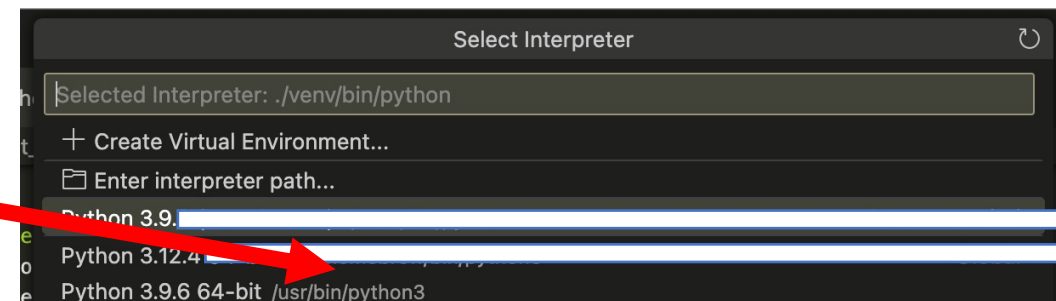 Select Interpreter
Selected Interpreter: ./venv/bin/python
Create Virtual Environment...
Enter interpreter path...
Python 3.9.
Python 3.12.4
Python 3.9.6 64-bit /usr/bin/python3